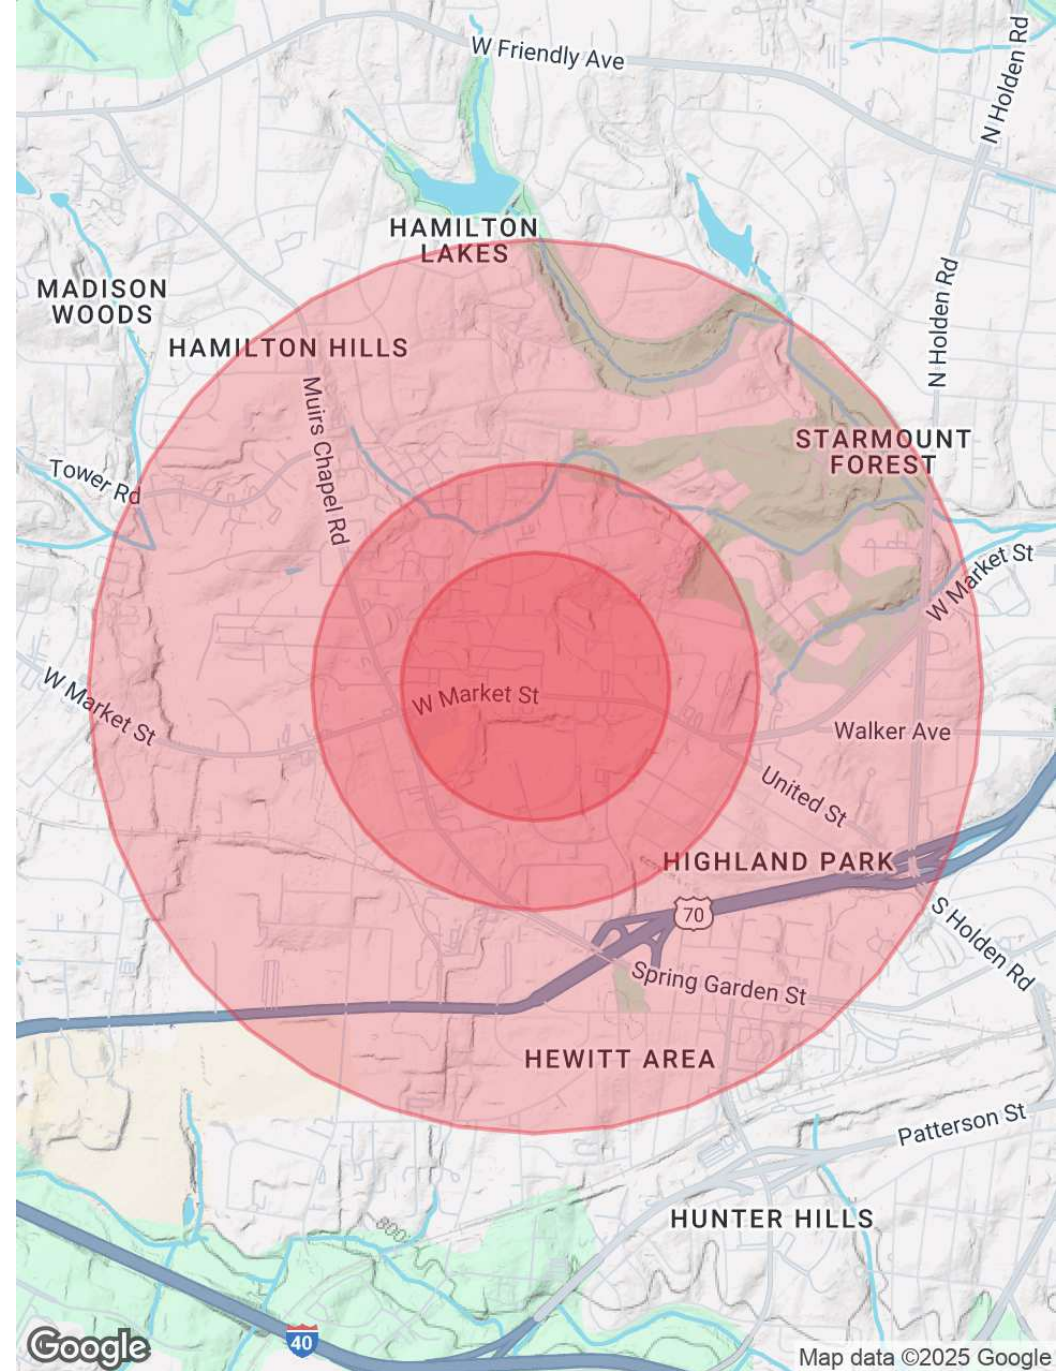 W Friendly Ave
N Holden Rd
HAMILTON
LAKES
MADISON
WOODS
HAMILTON HILLS
N Holden Rd
Muirs Chapel Rd
STARMOUNT
FOREST
Tower Rd
W Market St
W Market St
W Market St
Walker Ave
United St
HIGHLAND PARK
70
S Holden Rd
Spring Garden St
HEWITT AREA
Patterson St
HUNTER HILLS
800
40
Google
Map data ©2025 Google